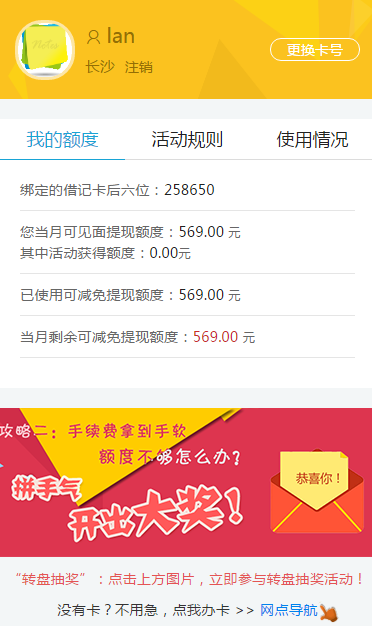 lan
长沙 注销
更换卡号
我的额度 活动规则 使用情况
绑定的借记卡后六位：258650
您当月可见面提现额度：569.00 元
其中活动获得额度：0.00元
已使用可减免提现额度：569.00 元
当月剩余可减免提现额度：569.00 元
攻略二：手续费拿到手软
额度不够怎么办？
拼手气
开出大奖！
恭喜你！
“转盘抽奖”：点击上方图片，立即参与转盘抽奖活动！
没有卡？不用急，点我办卡 >> 网点导航